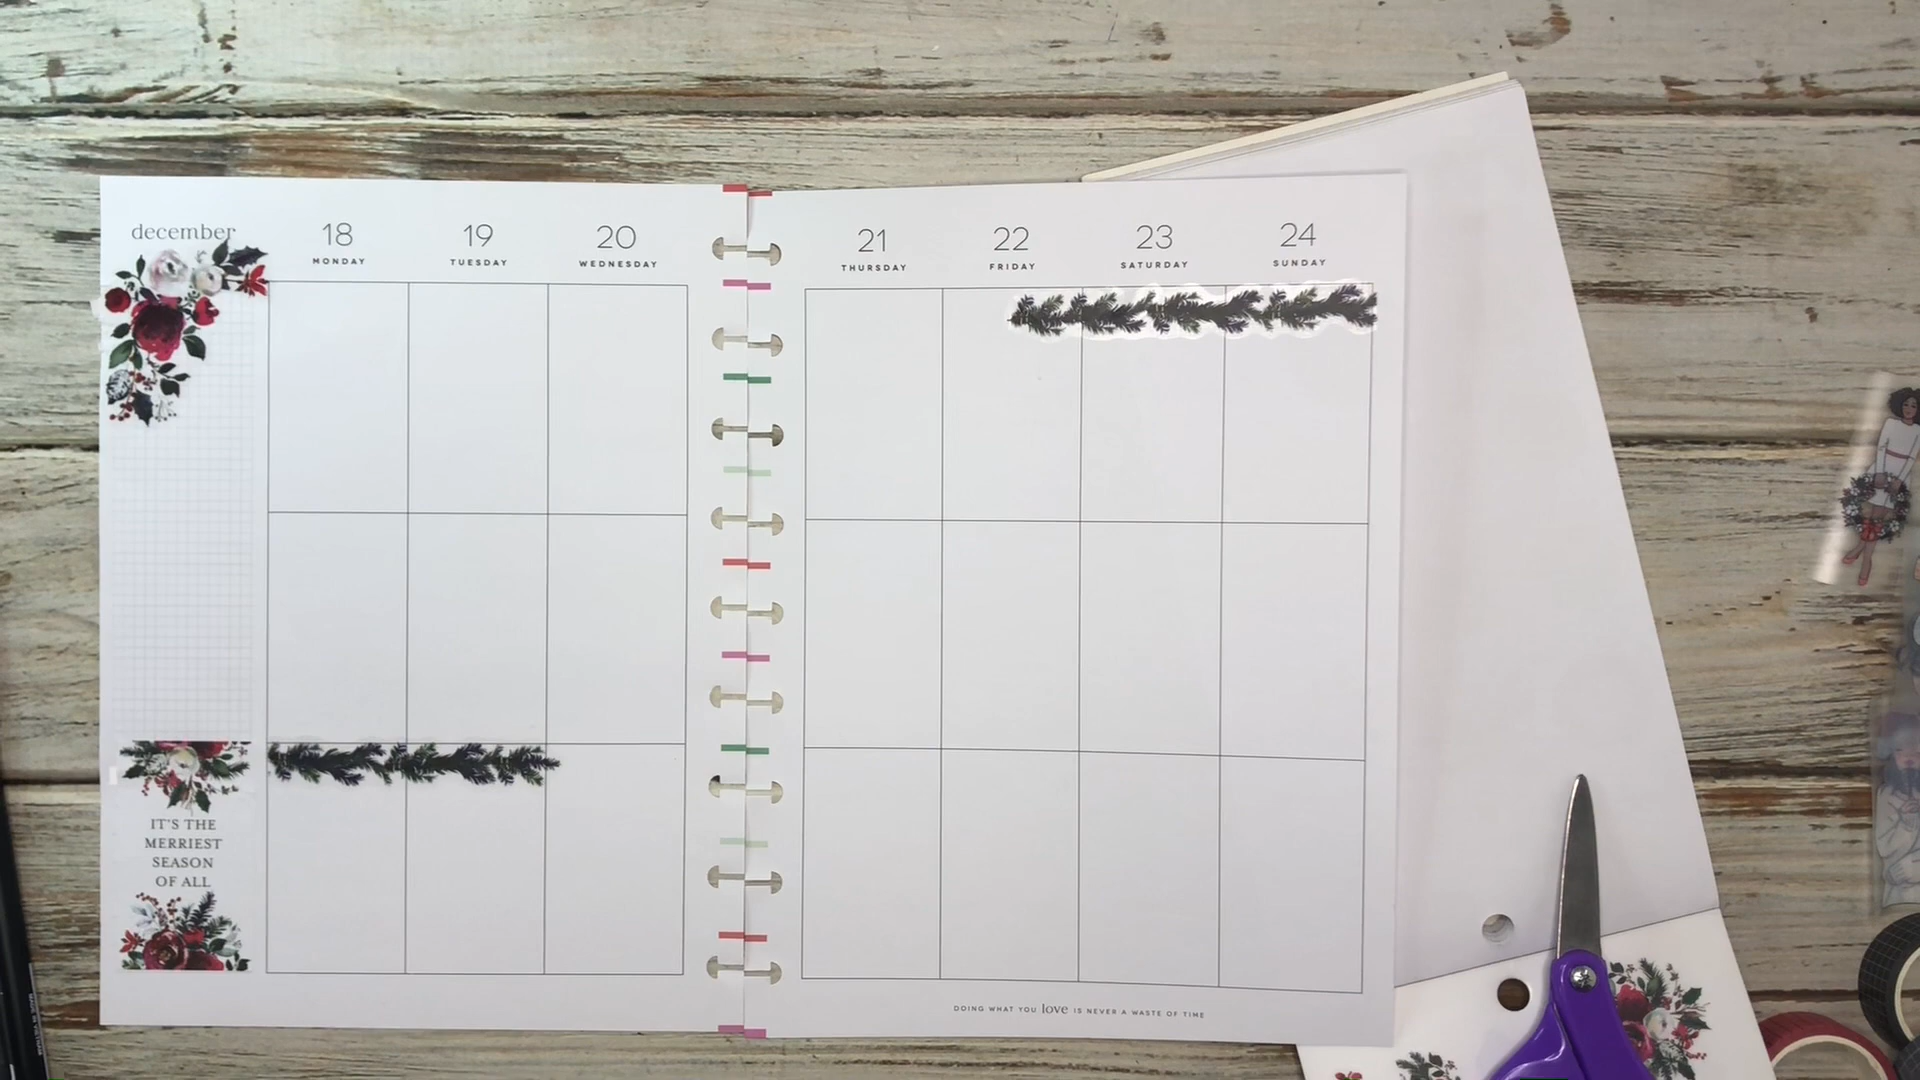 december
18
MONDAY
19
TUESDAY
20
WEDNESDAY
21
THURSDAY
22
FRIDAY
23
SATURDAY
24
SUNDAY
IT'S THE
MERRIEST
SEASON
OF ALL
DOING WHAT YOU love IS NEVER A WASTE OF TIME